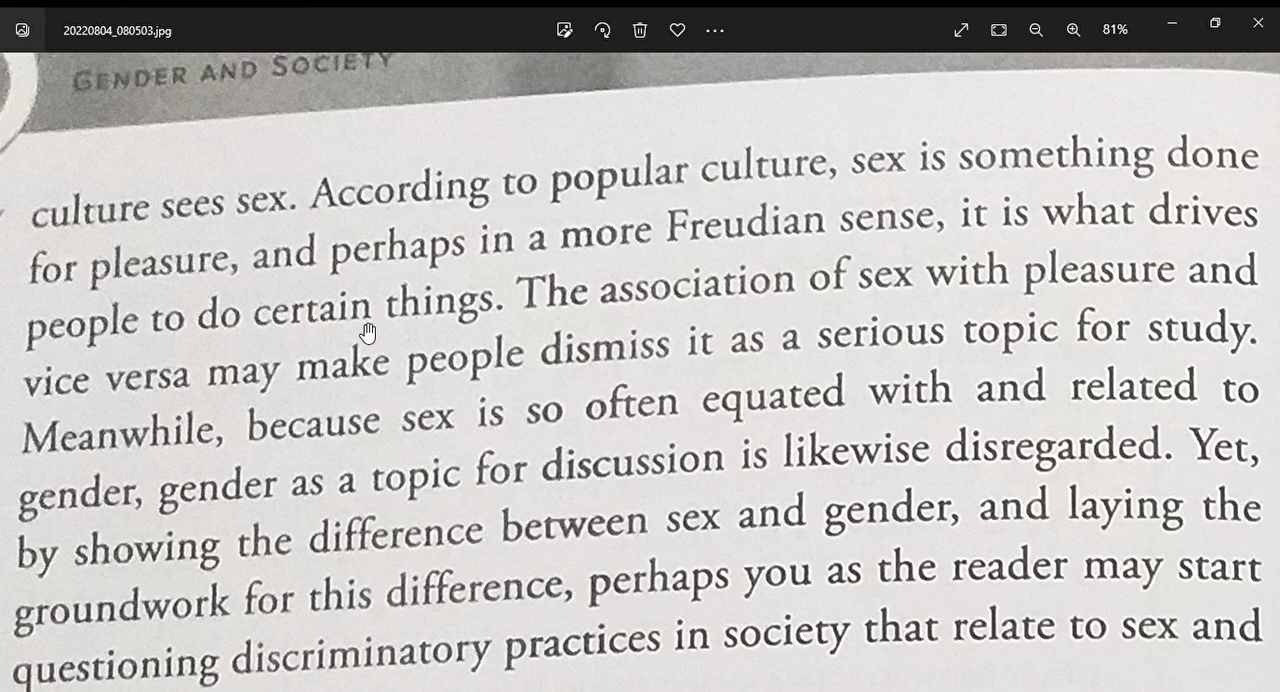 20220804_080503.jpg
81%
GENDER AND SOCIETY
culture sees sex. According to popular culture, sex is something done
for pleasure, and perhaps in a more Freudian sense, it is what drives
people to do certain things. The association of sex with pleasure and
vice versa may make people dismiss it as a serious topic for study.
Meanwhile, because sex is so often equated with and related to
gender, gender as a topic for discussion is likewise disregarded. Yet,
by showing the difference between sex and gender, and laying the
groundwork for this difference, perhaps you as the reader may start
questioning discriminatory practices in society that relate to sex and